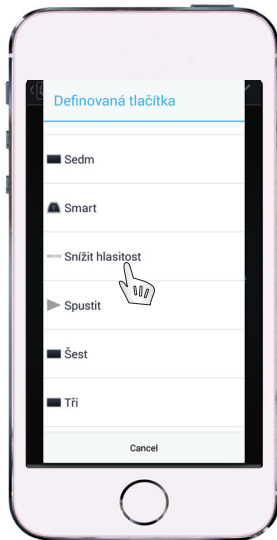 Definovaná tlačítka
Sedm
Smart
Snížit hlasitost
Spustit
Šest
Tři
Cancel